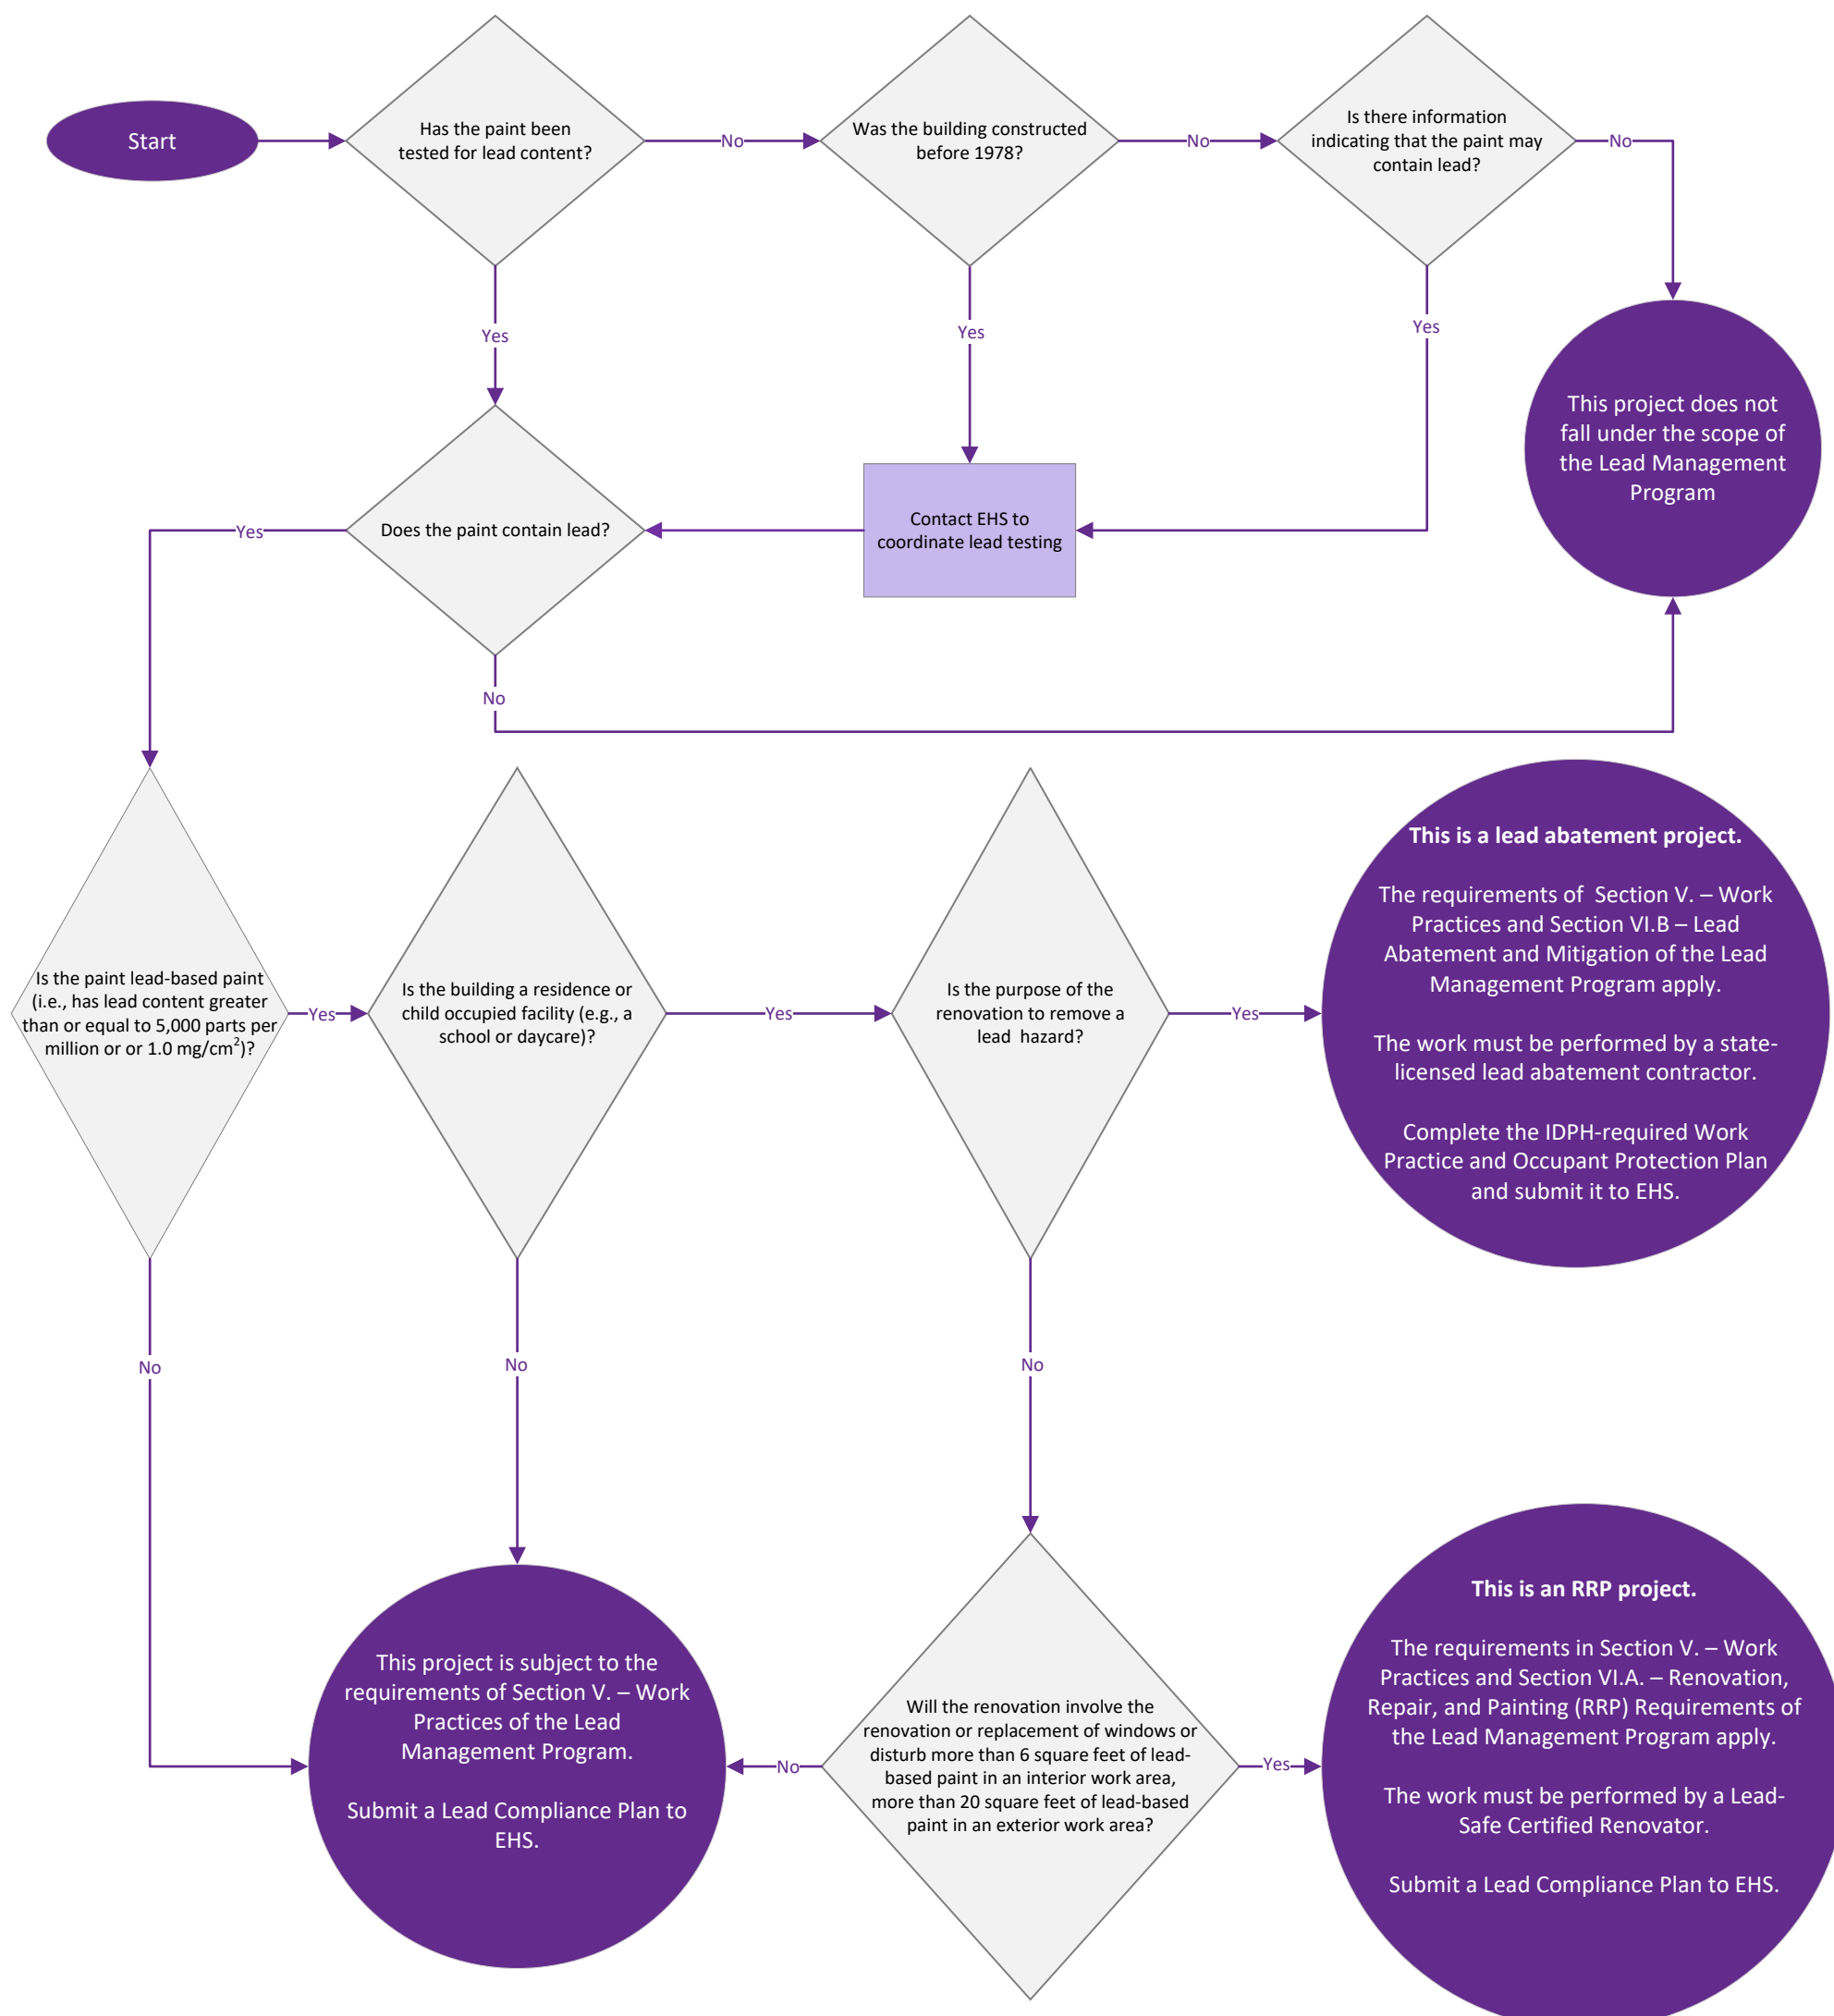 Start
Has the paint been
tested for lead content?
No
Was the building constructed
before 1978?
No
Is there information
indicating that the paint may
contain lead?
No
Yes
Yes
Yes
This project does not
fall under the scope of
the Lead Management
Program
Yes
Does the paint contain lead?
Contact EHS to
coordinate lead testing
No
Is the paint lead-based paint
(i.e., has lead content greater
than or equal to 5,000 parts per
million or or 1.0 mg/cm²)?
Yes
Is the building a residence or
child occupied facility (e.g., a
school or daycare)?
Yes
Is the purpose of the
renovation to remove a
lead  hazard?
Yes
This is a lead abatement project.
The requirements of  Section V. – Work
Practices and Section VI.B – Lead
Abatement and Mitigation of the Lead
Management Program apply.
The work must be performed by a state-
licensed lead abatement contractor.
Complete the IDPH-required Work
Practice and Occupant Protection Plan
and submit it to EHS.
No
No
No
This project is subject to the
requirements of Section V. – Work
Practices of the Lead
Management Program.
Submit a Lead Compliance Plan to
EHS.
No
Will the renovation involve the
renovation or replacement of windows or
disturb more than 6 square feet of lead-
based paint in an interior work area,
more than 20 square feet of lead-based
paint in an exterior work area?
Yes
This is an RRP project.
The requirements in Section V. – Work
Practices and Section VI.A. – Renovation,
Repair, and Painting (RRP) Requirements of
the Lead Management Program apply.
The work must be performed by a Lead-
Safe Certified Renovator.
Submit a Lead Compliance Plan to EHS.